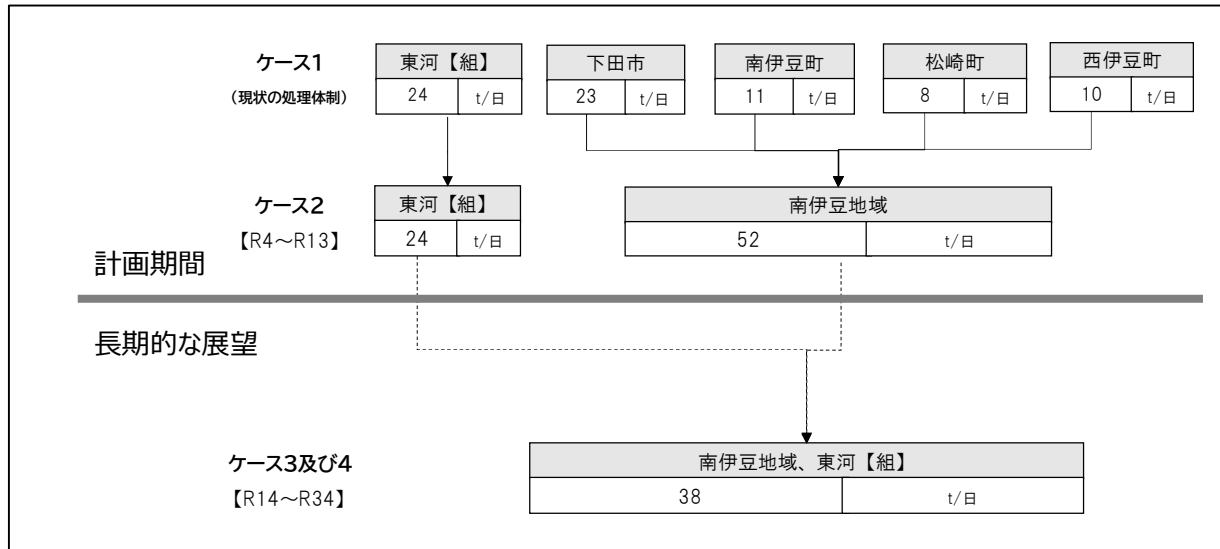 ケース1
(現状の処理体制)
東河【組】
24 t/日
下田市
23 t/日
南伊豆町
11 t/日
松崎町
8 t/日
西伊豆町
10 t/日
ケース2
【R4～R13】
東河【組】
24 t/日
南伊豆地域
52 t/日
計画期間
長期的な展望
ケース3及び4
【R14～R34】
南伊豆地域、東河【組】
38 t/日